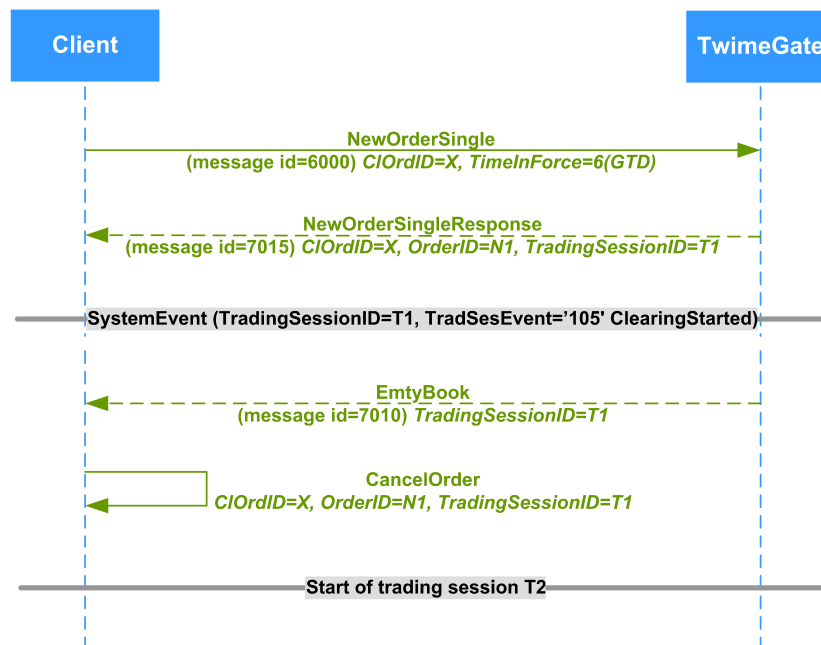 Client
TwimeGate
NewOrderSingle
(message id=6000) ClOrdID=X, TimeInForce=6(GTD)
NewOrderSingleResponse
(message id=7015) ClOrdID=X, OrderID=N1, TradingSessionID=T1
SystemEvent (TradingSessionID=T1, TradSesEvent=’105' ClearingStarted)
EmtyBook
(message id=7010) TradingSessionID=T1
CancelOrder
ClOrdID=X, OrderID=N1, TradingSessionID=T1
Start of trading session T2